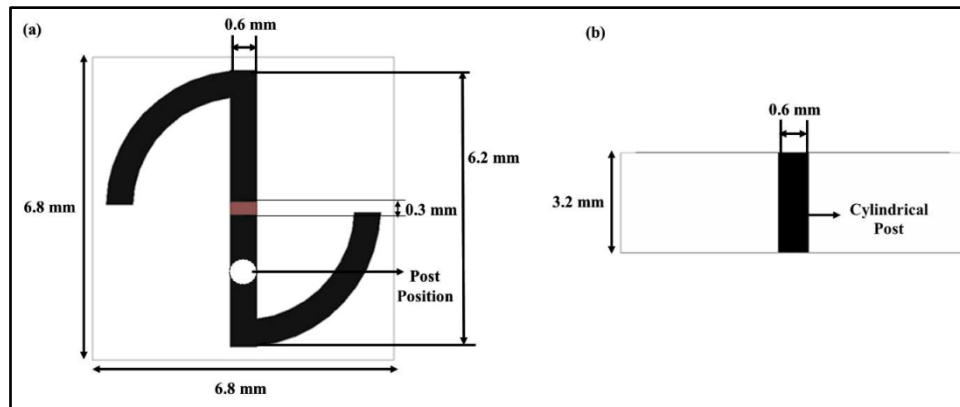 (a)
0.6 mm
6.8 mm
6.2 mm
0.3 mm
Post
Position
6.8 mm
(b)
0.6 mm
3.2 mm
Cylindrical
Post